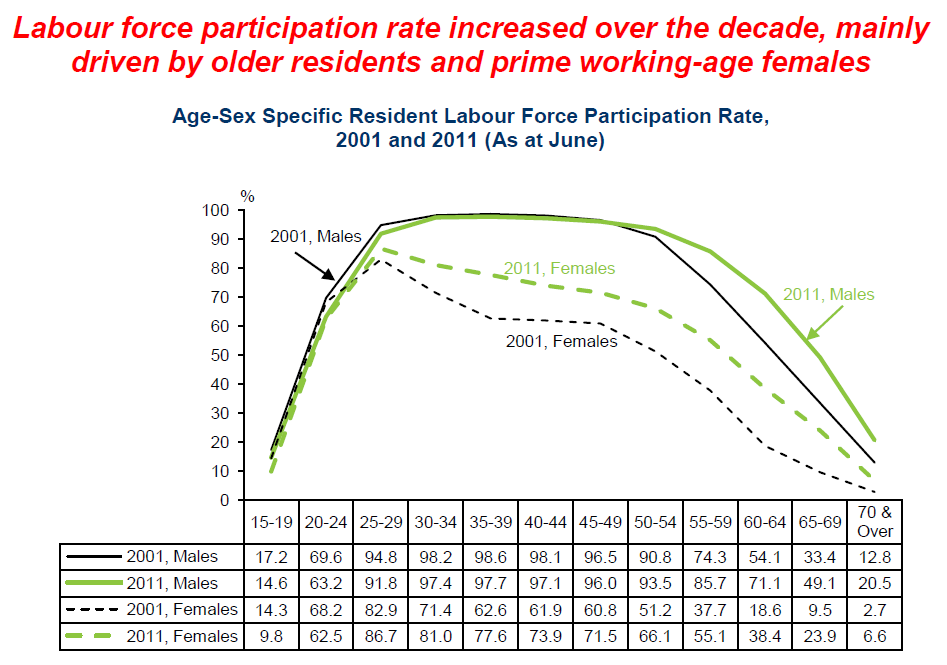 Labour force participation rate increased over the decade, mainly
driven by older residents and prime working-age females
Age-Sex Specific Resident Labour Force Participation Rate,
2001 and 2011 (As at June)
%
100
90
80
70
60
50
40
30
20
10
0
2001, Males
2011, Females
2011, Males
2001, Females
15-19 20-24 25-29 30-34 35-39 40-44 45-49 50-54 55-59 60-64 65-69 70 &
Over
2001, Males 17.2 69.6 94.8 98.2 98.6 98.1 96.5 90.8 74.3 54.1 33.4 12.8
2011, Males 14.6 63.2 91.8 97.4 97.7 97.1 96.0 93.5 85.7 71.1 49.1 20.5
2001, Females 14.3 68.2 82.9 71.4 62.6 61.9 60.8 51.2 37.7 18.6 9.5 2.7
2011, Females 9.8 62.5 86.7 81.0 77.6 73.9 71.5 66.1 55.1 38.4 23.9 6.6